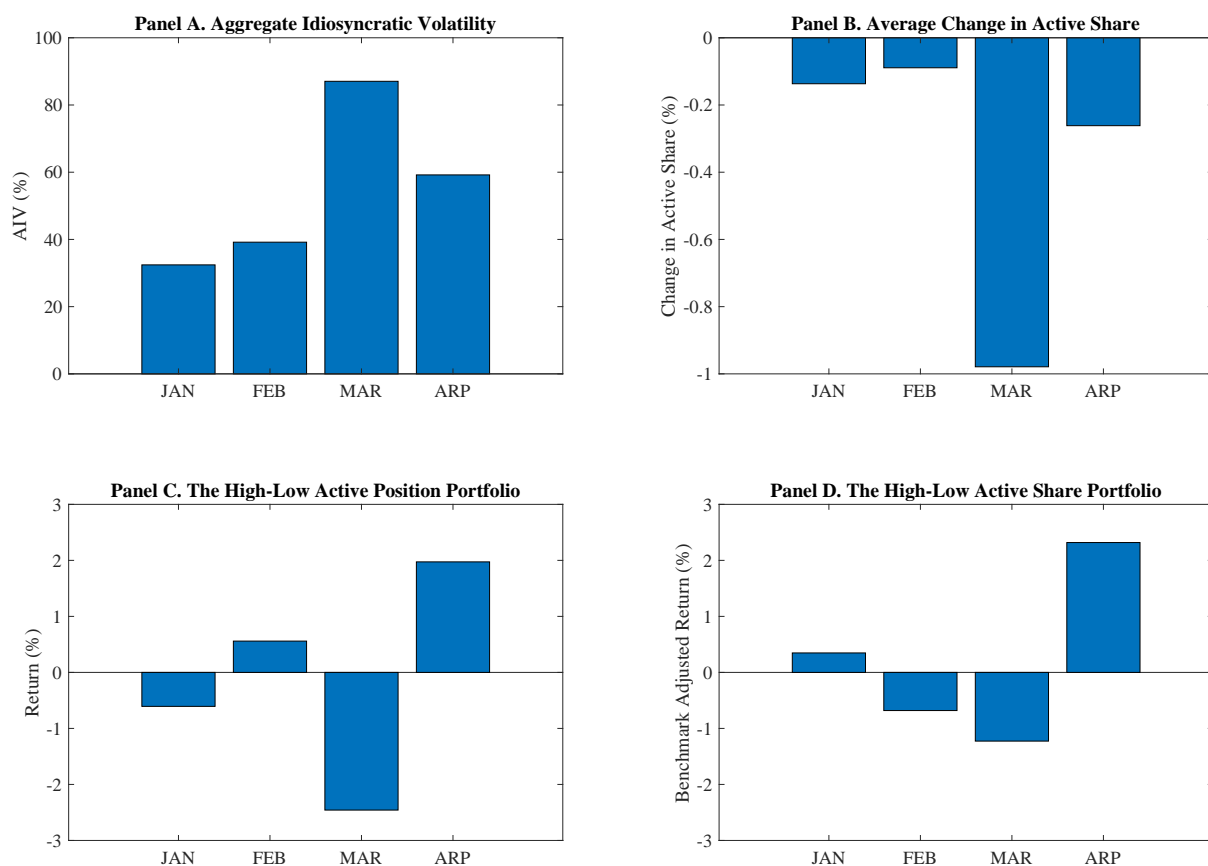 Panel A. Aggregate Idiosyncratic Volatility
100
80
60
40
20
0
AIV (%)
JAN FEB MAR ARP
Panel B. Average Change in Active Share
0
-0.2
-0.4
-0.6
-0.8
-1
Change in Active Share (%)
JAN FEB MAR ARP
Panel C. The High-Low Active Position Portfolio
3
2
1
0
-1
-2
-3
Return (%)
JAN FEB MAR ARP
Panel D. The High-Low Active Share Portfolio
3
2
1
0
-1
-2
-3
Benchmark Adjusted Return (%)
JAN FEB MAR ARP